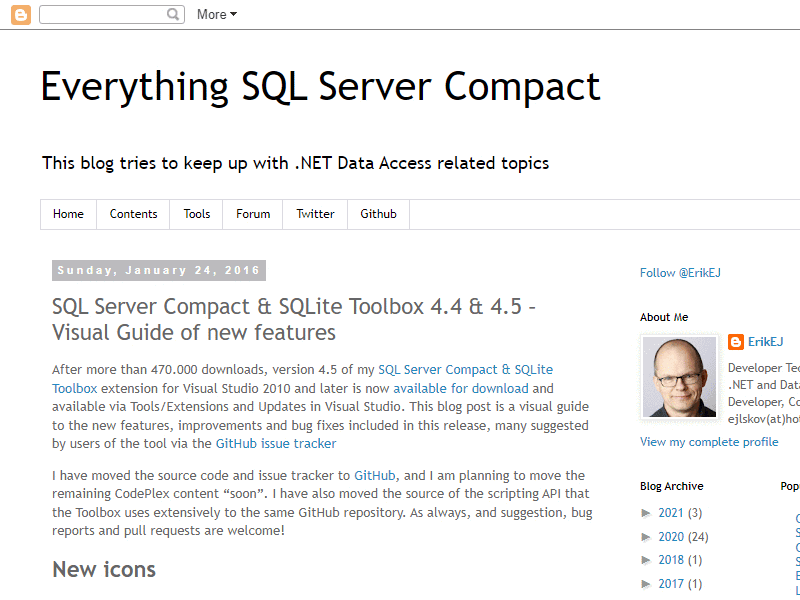 More
Everything SQL Server Compact
This blog tries to keep up with .NET Data Access related topics
Home Contents Tools Forum Twitter Github
Sunday, January 24, 2016
SQL Server Compact & SQLite Toolbox 4.4 & 4.5 –
Visual Guide of new features
After more than 470.000 downloads, version 4.5 of my SQL Server Compact & SQLite
Toolbox extension for Visual Studio 2010 and later is now available for download and
available via Tools/Extensions and Updates in Visual Studio. This blog post is a visual guide
to the new features, improvements and bug fixes included in this release, many suggested
by users of the tool via the GitHub issue tracker
I have moved the source code and issue tracker to GitHub, and I am planning to move the
remaining CodePlex content “soon”. I have also moved the source of the scripting API that
the Toolbox uses extensively to the same GitHub repository. As always, and suggestion, bug
reports and pull requests are welcome!
New icons
Follow @ErikEJ
About Me
ErikEJ
Developer Tec
.NET and Data
Developer, Co
ejlskov(at)hot
View my complete profile
Blog Archive
► 2021 (3)
► 2020 (24)
► 2018 (1)
► 2017 (1)
Popu